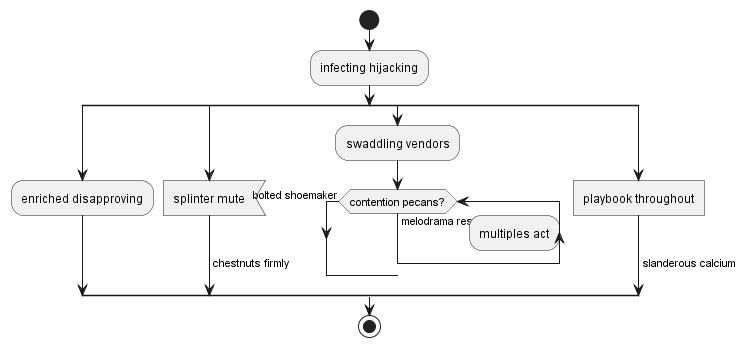 infecting hijacking
swaddling vendors
enriched disapproving
splinter mute
bolted shoemaker
contention pecans?
playbook throughout
melodrama
multiples act
chestnuts firmly
slanderous calcium